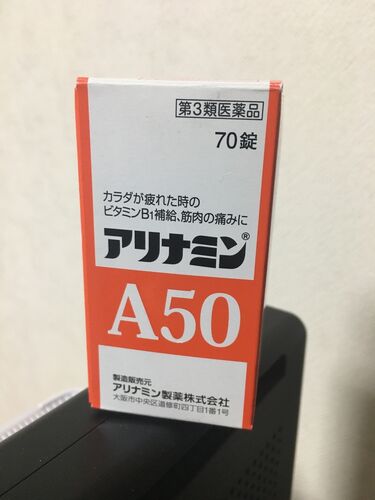 第3類医薬品
70錠
カラダが疲れた時の
ビタミンB1補給、筋肉の痛みに
アリナミン®
A50
製造販売元
アリナミン製薬株式会社
大阪市中央区道修町四丁目1番1号